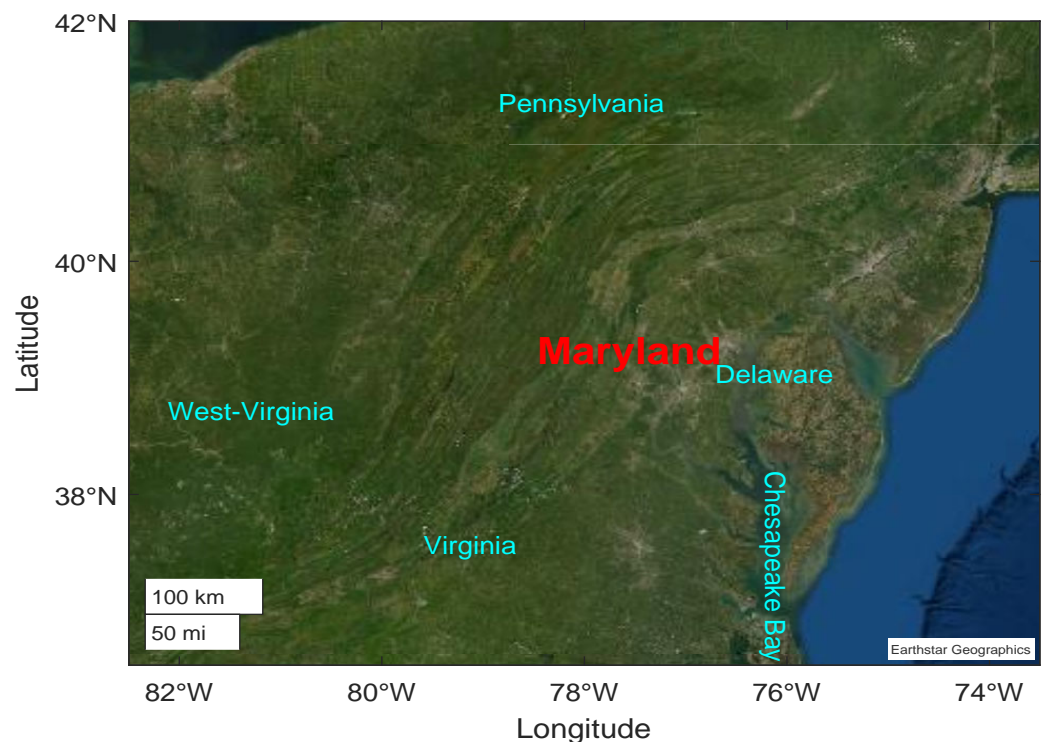 42°N
Pennsylvania
40°N
Maryland
Delaware
West-Virginia
38°N
Chesapeake Bay
Virginia
100 km
50 mi
Earthstar Geographics
82°W
80°W
78°W
76°W
74°W
Longitude
Latitude